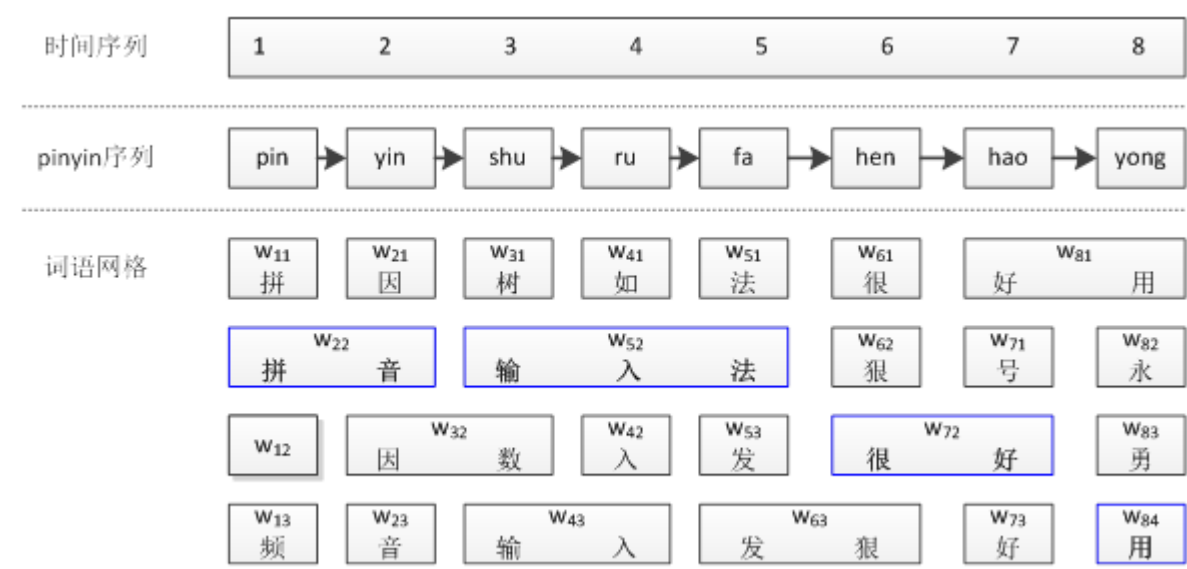 时间序列 1 2 3 4 5 6 7 8
pinyin序列 pin yin shu ru fa hen hao yong
词语网格
W11 W21 W31 W41 W51 W61 W81
拼 因 树 如 法 很 好 用
W22 W52 W62 W71 W82
拼 音 输 入 法 狠 号 永
W12 W32 W42 W53 W72 W83
因 数 入 发 很 好 勇
W13 W23 W43 W63 W73 W84
频 音 输 入 发 狠 好 用